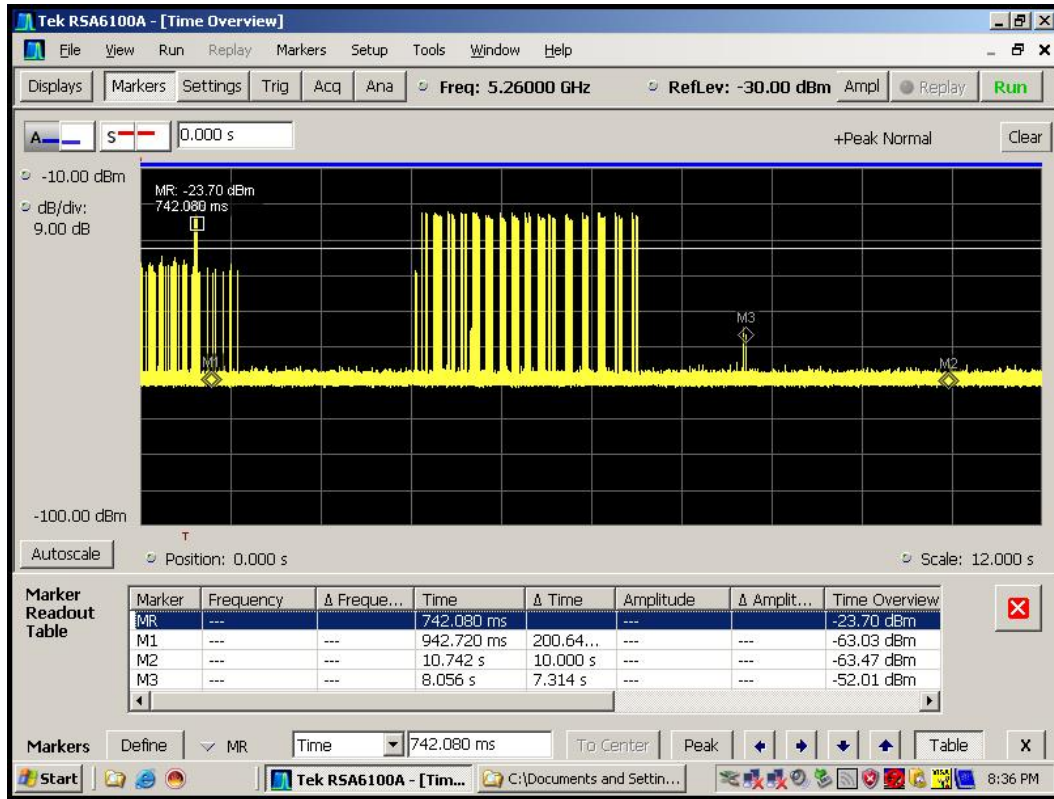 Tek RSA6100A - [Time Overview]
File View Run Replay Markers Setup Tools Window Help
Displays Markers Settings Trig Acq Ana Freq: 5.26000 GHz RefLev: -30.00 dBm Ampl Replay Run
A S 0.000 s +Peak Normal Clear
-10.00 dBm
dB/div:
9.00 dB
MR: -23.70 dBm
742.080 ms
M3
M1
M2
-100.00 dBm
T
Autoscale Position: 0.000 s Scale: 12.000 s
Marker Readout Table
Marker Frequency Δ Freque... Time Δ Time Amplitude Δ Amplit... Time Overview
MR --- 742.080 ms --- -23.70 dBm
M1 --- --- 942.720 ms 200.64... --- --- -63.03 dBm
M2 --- --- 10.742 s 10.000 s --- --- -63.47 dBm
M3 --- --- 8.056 s 7.314 s --- --- -52.01 dBm
Markers Define MR Time 742.080 ms To Center Peak Table X
Start Tek RSA6100A - [Tim... C:\Documents and Settin... 8:36 PM